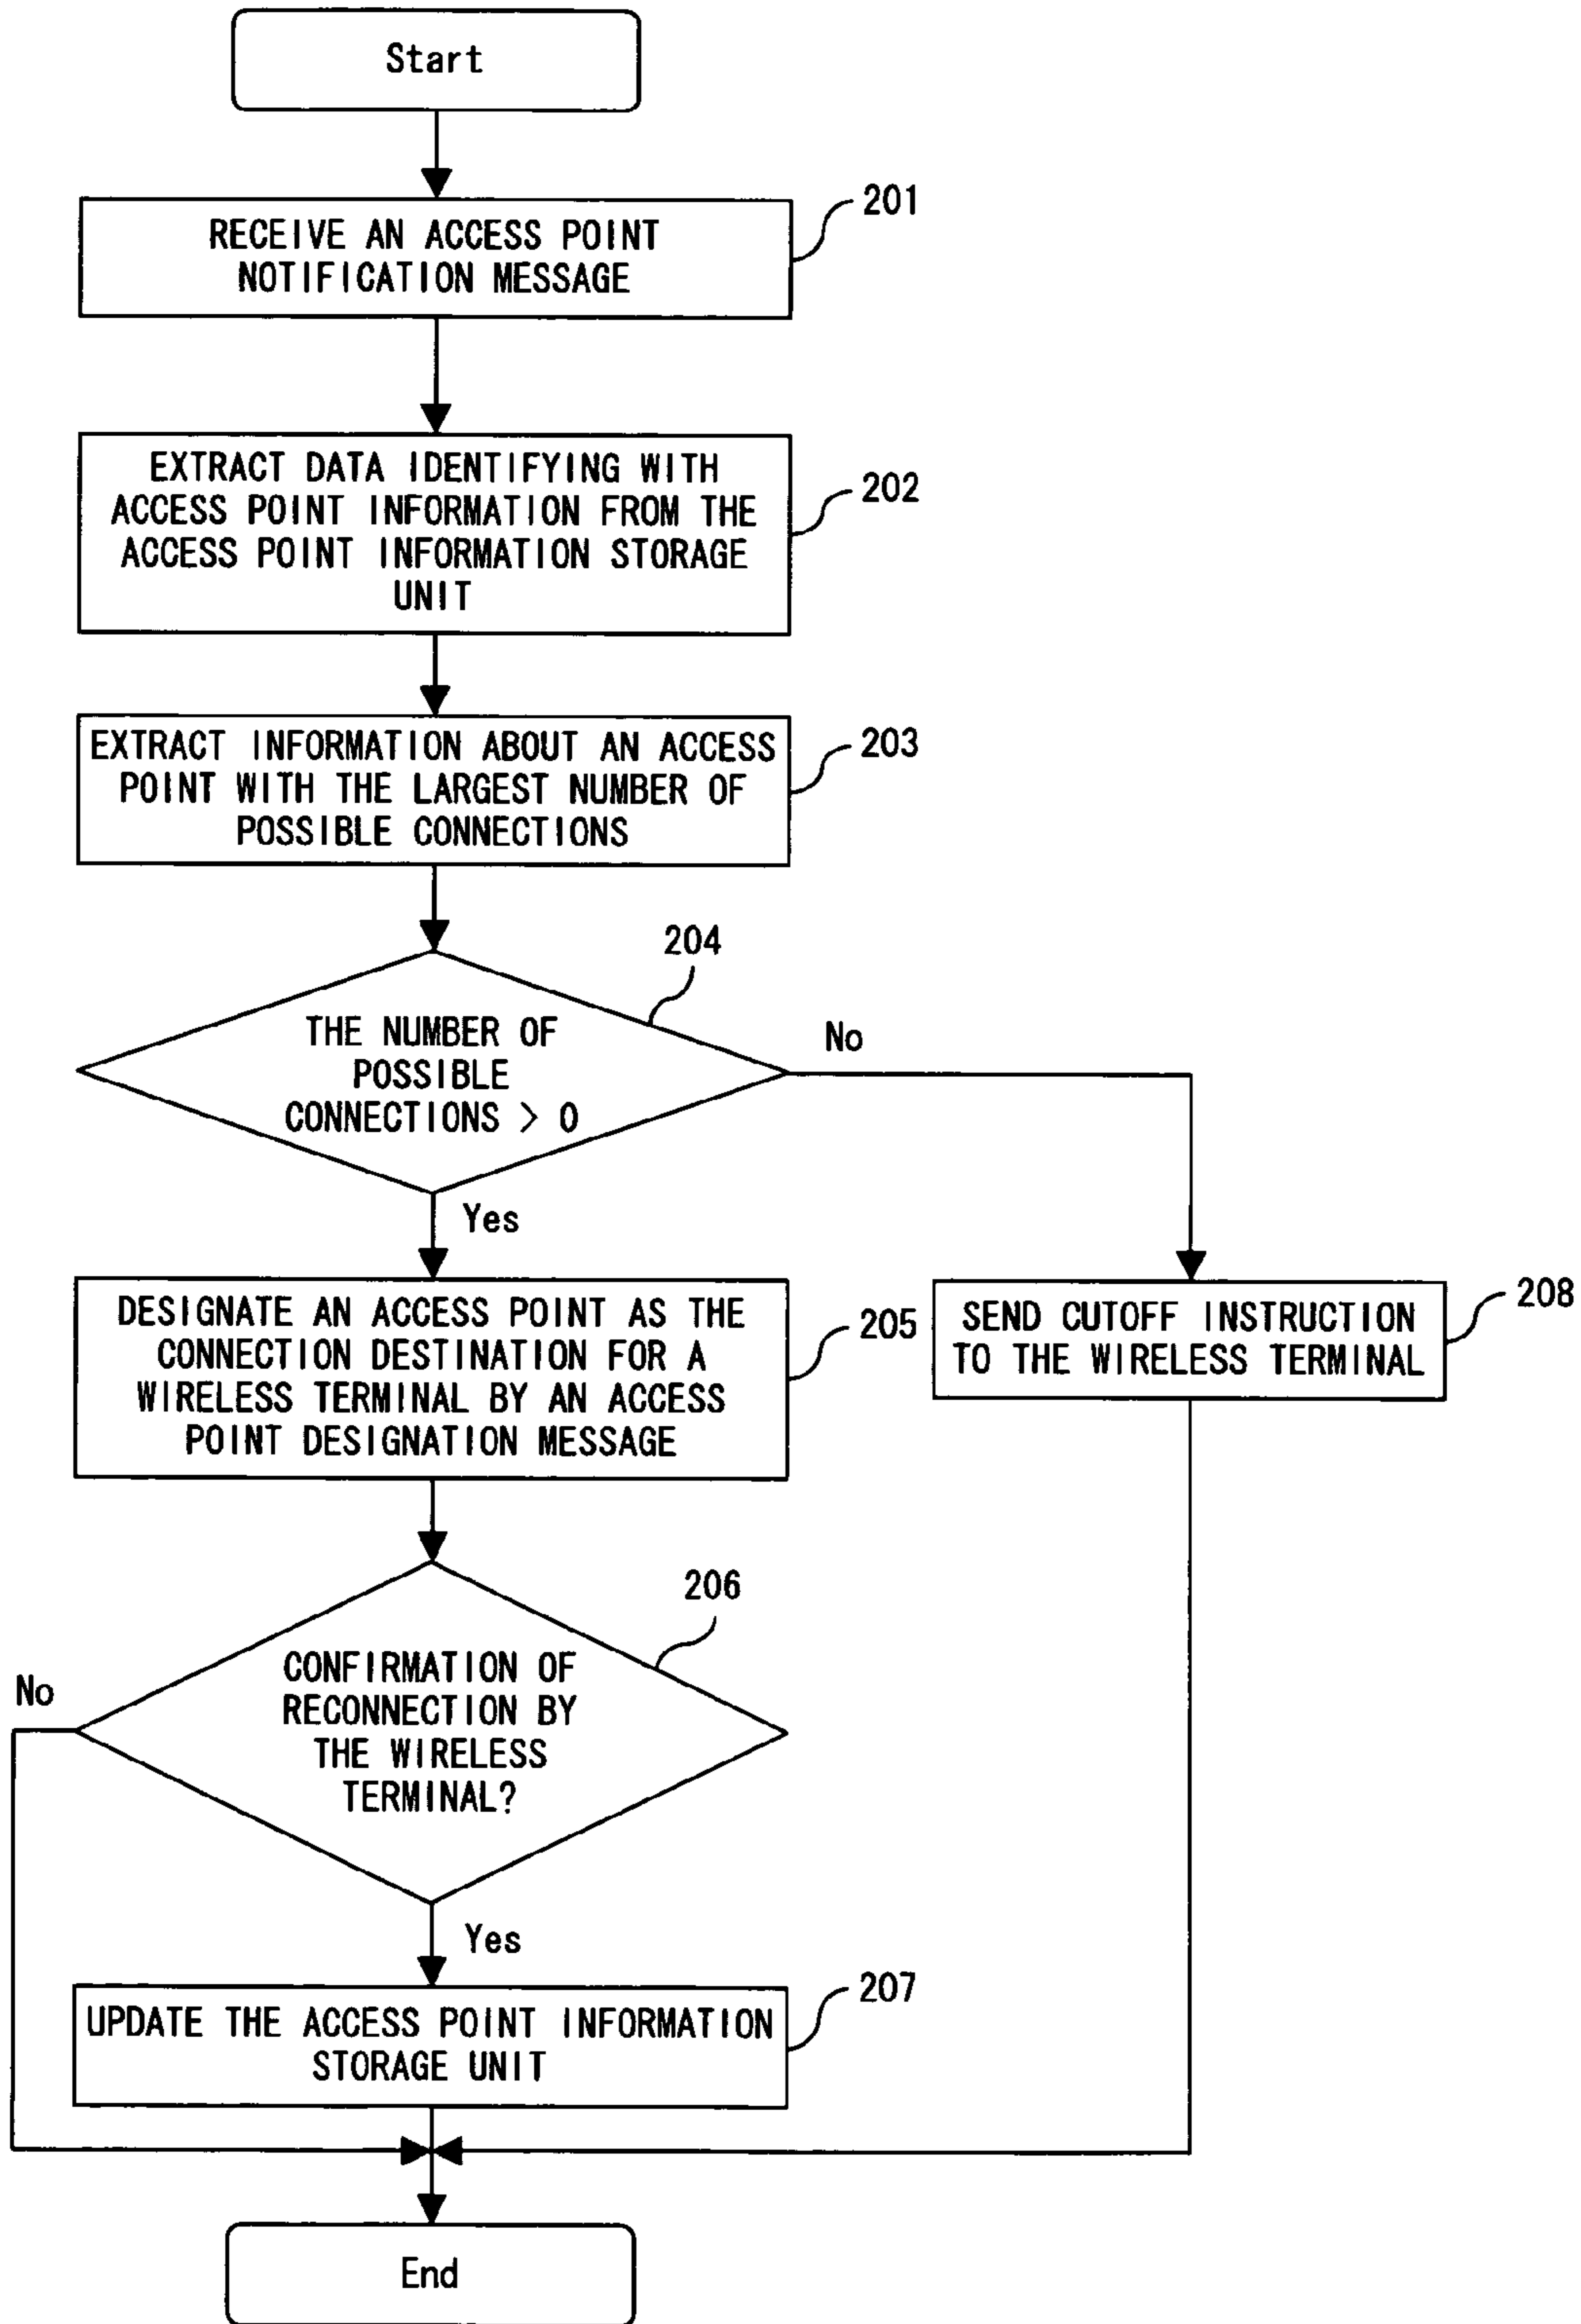 Start
201
RECEIVE AN ACCESS POINT
NOTIFICATION MESSAGE
202
EXTRACT DATA IDENTIFYING WITH
ACCESS POINT INFORMATION FROM THE
ACCESS POINT INFORMATION STORAGE
UNIT
203
EXTRACT INFORMATION ABOUT AN ACCESS
POINT WITH THE LARGEST NUMBER OF
POSSIBLE CONNECTIONS
204
THE NUMBER OF
POSSIBLE
CONNECTIONS > 0
No
Yes
DESIGNATE AN ACCESS POINT AS THE
CONNECTION DESTINATION FOR A
WIRELESS TERMINAL BY AN ACCESS
POINT DESIGNATION MESSAGE
205
SEND CUTOFF INSTRUCTION
TO THE WIRELESS TERMINAL
208
206
CONFIRMATION OF
RECONNECTION BY
THE WIRELESS
TERMINAL?
No
Yes
207
UPDATE THE ACCESS POINT INFORMATION
STORAGE UNIT
End